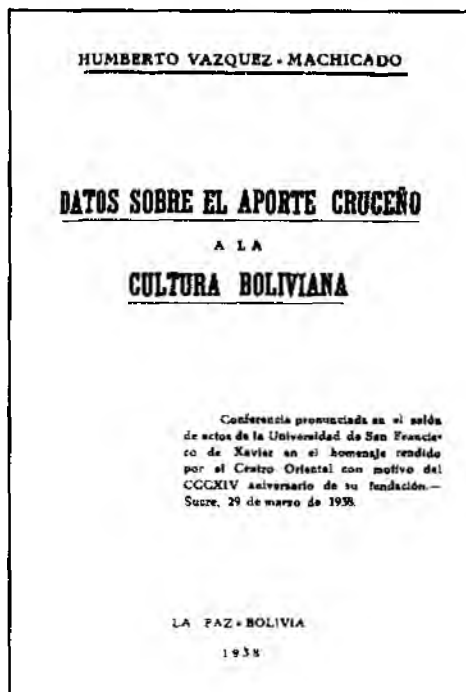 HUMBERTO VAZQUEZ - MACHICADO
DATOS SOBRE EL APORTE CRUCEÑO
A LA
CULTURA BOLIVIANA
Conferencia pronunciada en el salón
de actos de la Universidad de San Francis-
co de Xavier en el homenaje rendido
por el Centro Oriental con motivo del
CCCXIV aniversario de su fundación.—
Sucre, 29 de marzo de 1938.
LA PAZ - BOLIVIA
1938